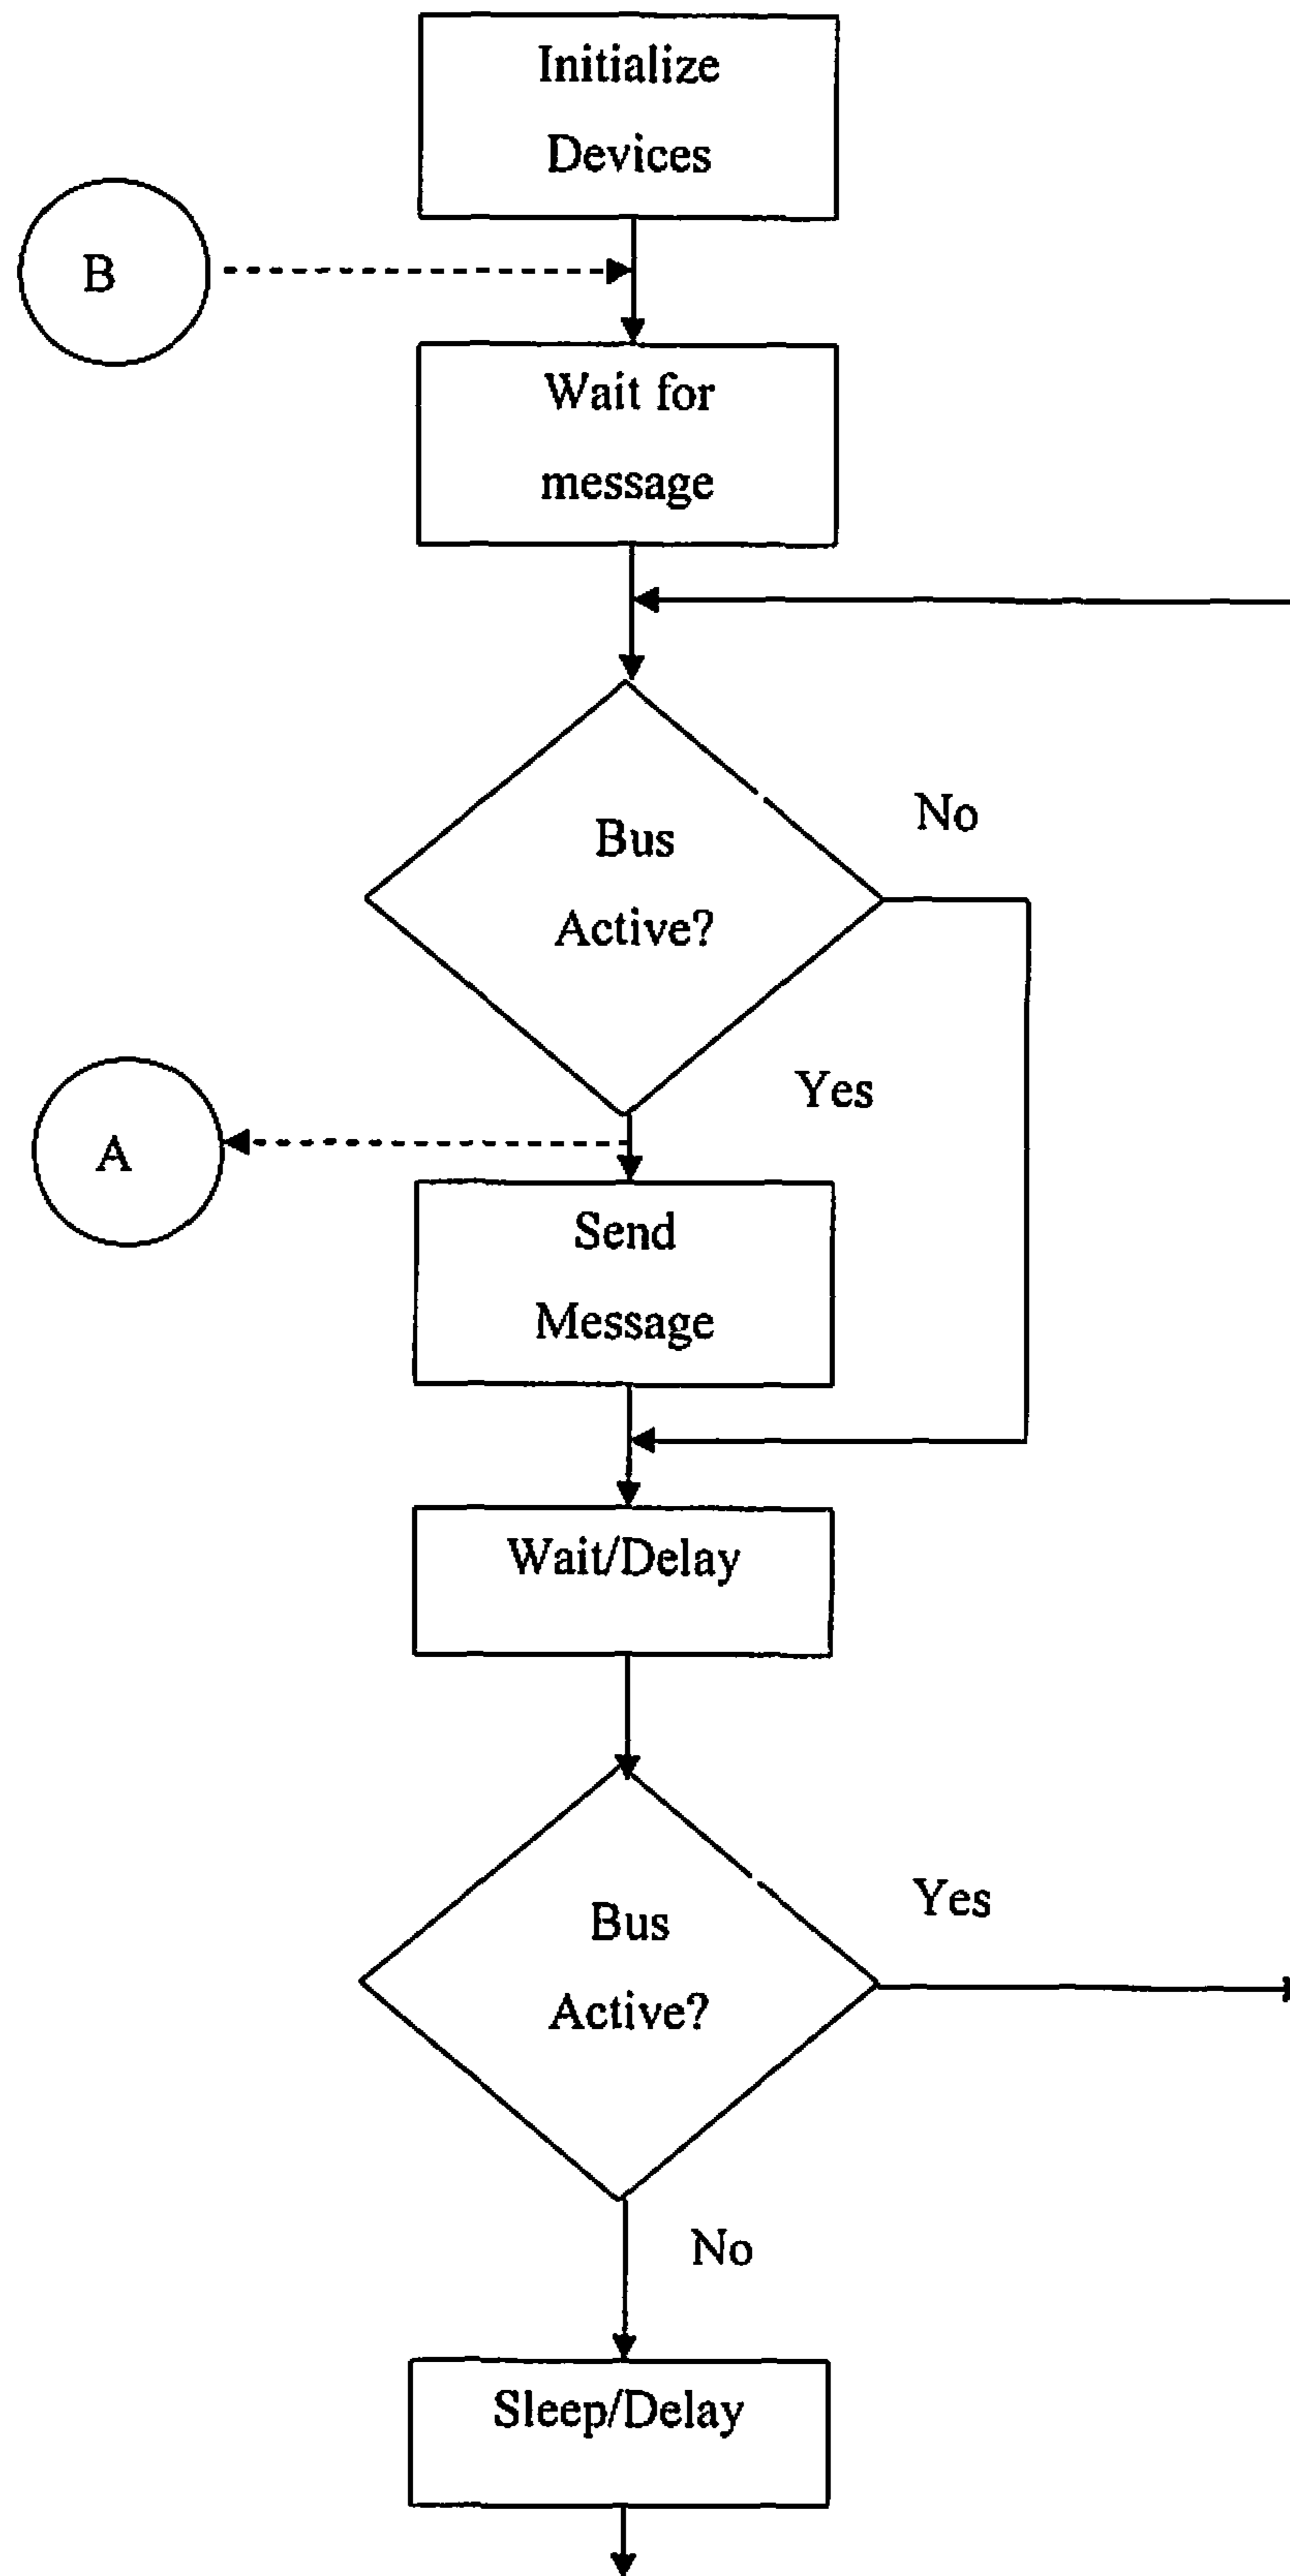 Initialize
Devices
B
Wait for
message
Bus
Active?
No
Yes
A
Send
Message
Wait/Delay
Bus
Active?
Yes
No
Sleep/Delay